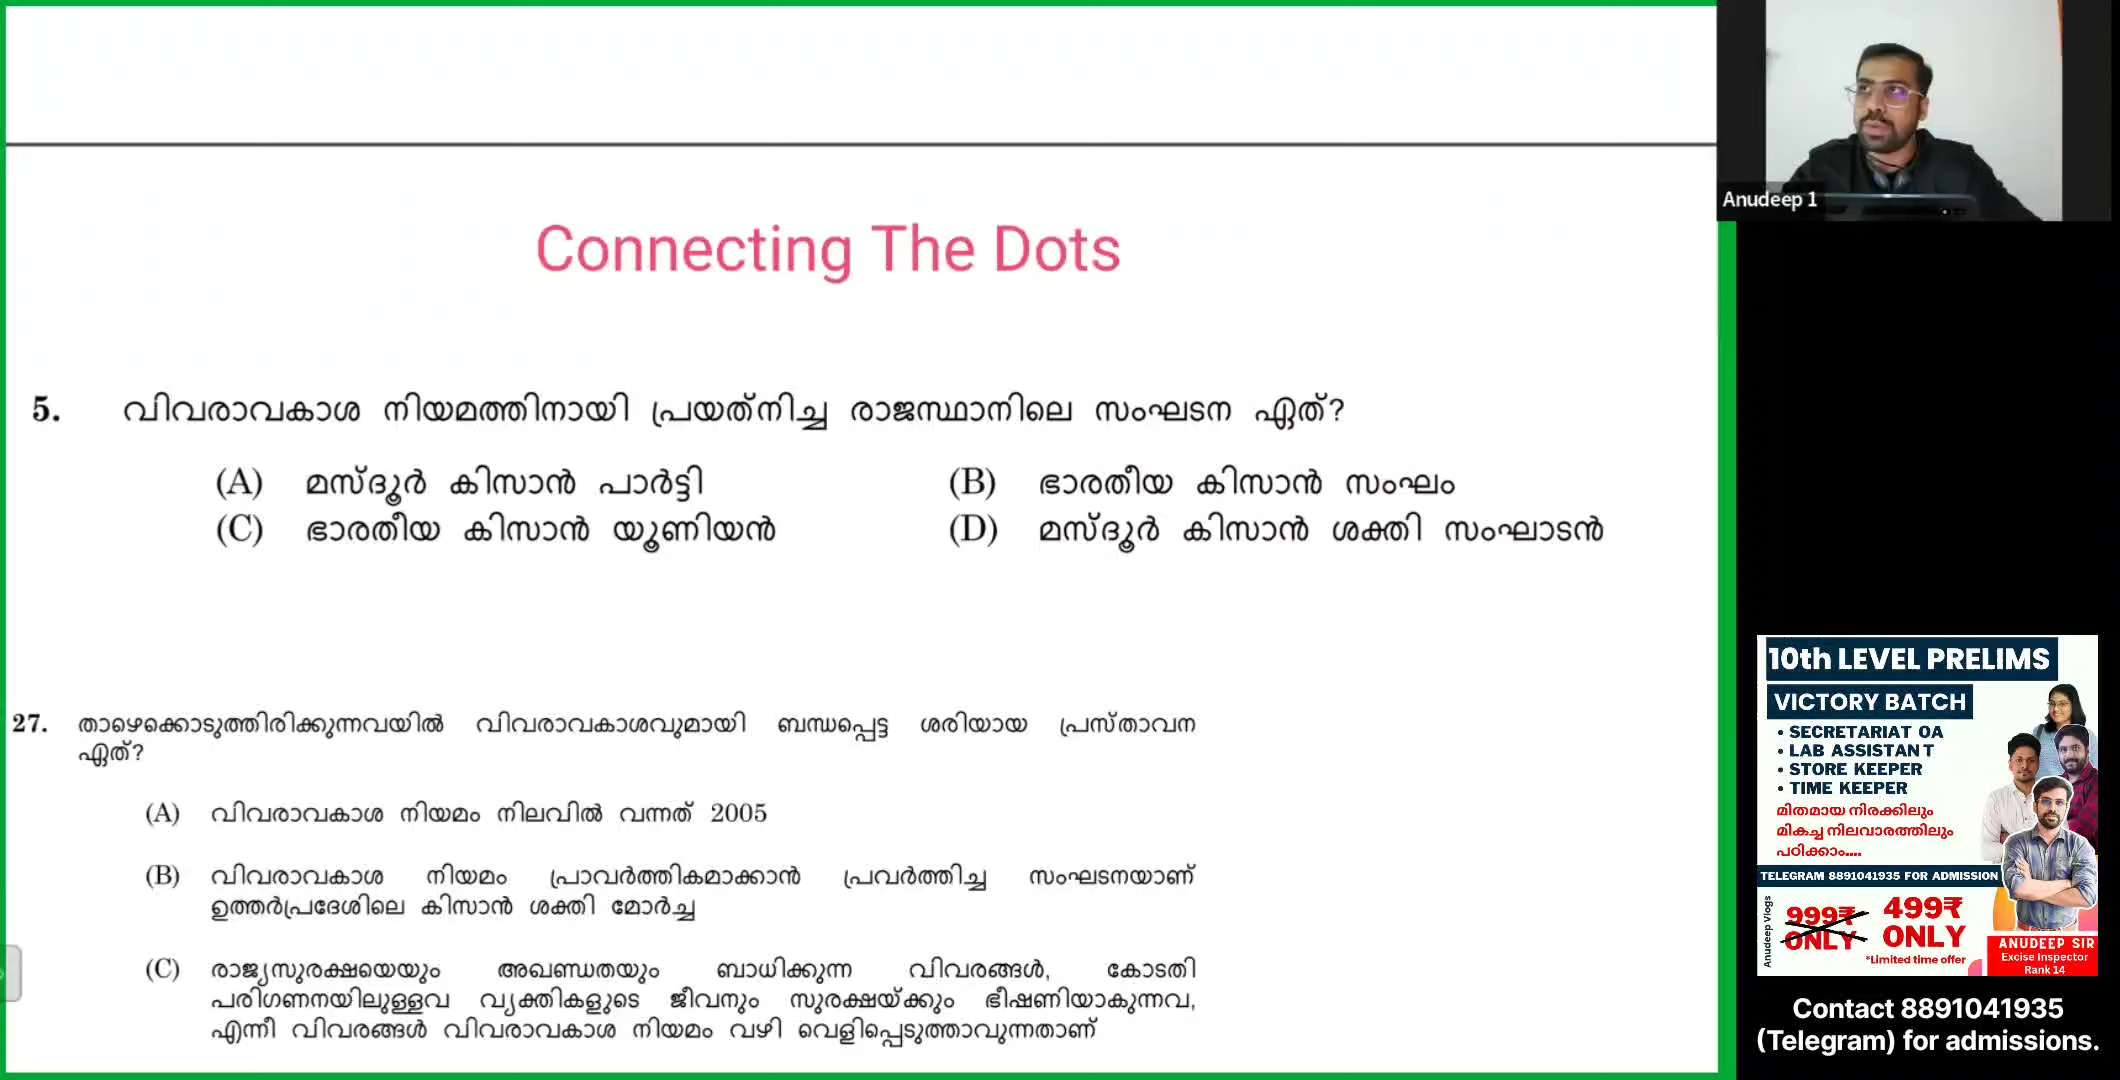 Anudeep 1
Connecting The Dots
5. വിവരാവകാശ നിയമത്തിനായി പ്രയത്നിച്ച രാജസ്ഥാനിലെ സംഘടന ഏത്?
(A) മസ്ദൂർ കിസാൻ പാർട്ടി (B) ഭാരതീയ കിസാൻ സംഘം
(C) ഭാരതീയ കിസാൻ യൂണിയൻ (D) മസ്ദൂർ കിസാൻ ശക്തി സംഘാടൻ
27. താഴെക്കൊടുത്തിരിക്കുന്നവയിൽ വിവരാവകാശവുമായി ബന്ധപ്പെട്ട ശരിയായ പ്രസ്താവന
ഏത്?
(A) വിവരാവകാശ നിയമം നിലവിൽ വന്നത് 2005
(B) വിവരാവകാശ നിയമം പ്രാവർത്തികമാക്കാൻ പ്രവർത്തിച്ച സംഘടനയാണ്
ഉത്തർപ്രദേശിലെ കിസാൻ ശക്തി മോർച്ച
(C) രാജ്യസുരക്ഷയെയും അഖണ്ഡതയും ബാധിക്കുന്ന വിവരങ്ങൾ, കോടതി
പരിഗണനയിലുള്ളവ വ്യക്തികളുടെ ജീവനും സുരക്ഷയ്ക്കും ഭീഷണിയാകുന്നവ,
എന്നീ വിവരങ്ങൾ വിവരാവകാശ നിയമം വഴി വെളിപ്പെടുത്താവുന്നതാണ്
10th LEVEL PRELIMS
VICTORY BATCH
• SECRETARIAT OA
• LAB ASSISTANT
• STORE KEEPER
• TIME KEEPER
മിതമായ നിരക്കിലും
മികച്ച നിലവാരത്തിലും
പഠിക്കാം....
TELEGRAM 8891041935 FOR ADMISSION
Anudeep Vlogs
999₹
ONLY
499₹
ONLY
*Limited time offer
ANUDEEP SIR
Excise Inspector
Rank 14
Contact 8891041935
(Telegram) for admissions.